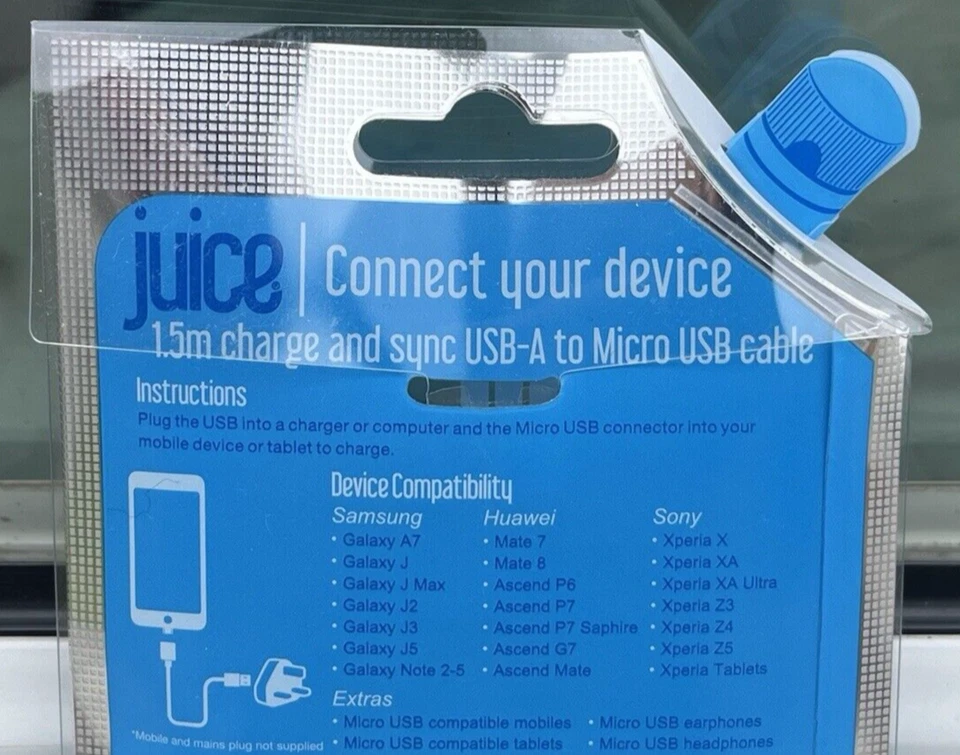 juice | Connect your device
1.5m charge and sync USB-A to Micro USB cable
Instructions
Plug the USB into a charger or computer and the Micro USB connector into your
mobile device or tablet to charge.
Device Compatibility
Samsung
• Galaxy A7
• Galaxy J
• Galaxy J Max
• Galaxy J2
• Galaxy J3
• Galaxy J5
• Galaxy Note 2-5
Huawei
• Mate 7
• Mate 8
• Ascend P6
• Ascend P7
• Ascend P7 Saphire
• Ascend G7
• Ascend Mate
Sony
• Xperia X
• Xperia XA
• Xperia XA Ultra
• Xperia Z3
• Xperia Z4
• Xperia Z5
• Xperia Tablets
Extras
• Micro USB compatible mobiles
• Micro USB compatible tablets
• Micro USB earphones
• Micro USB headphones
*Mobile and mains plug not supplied